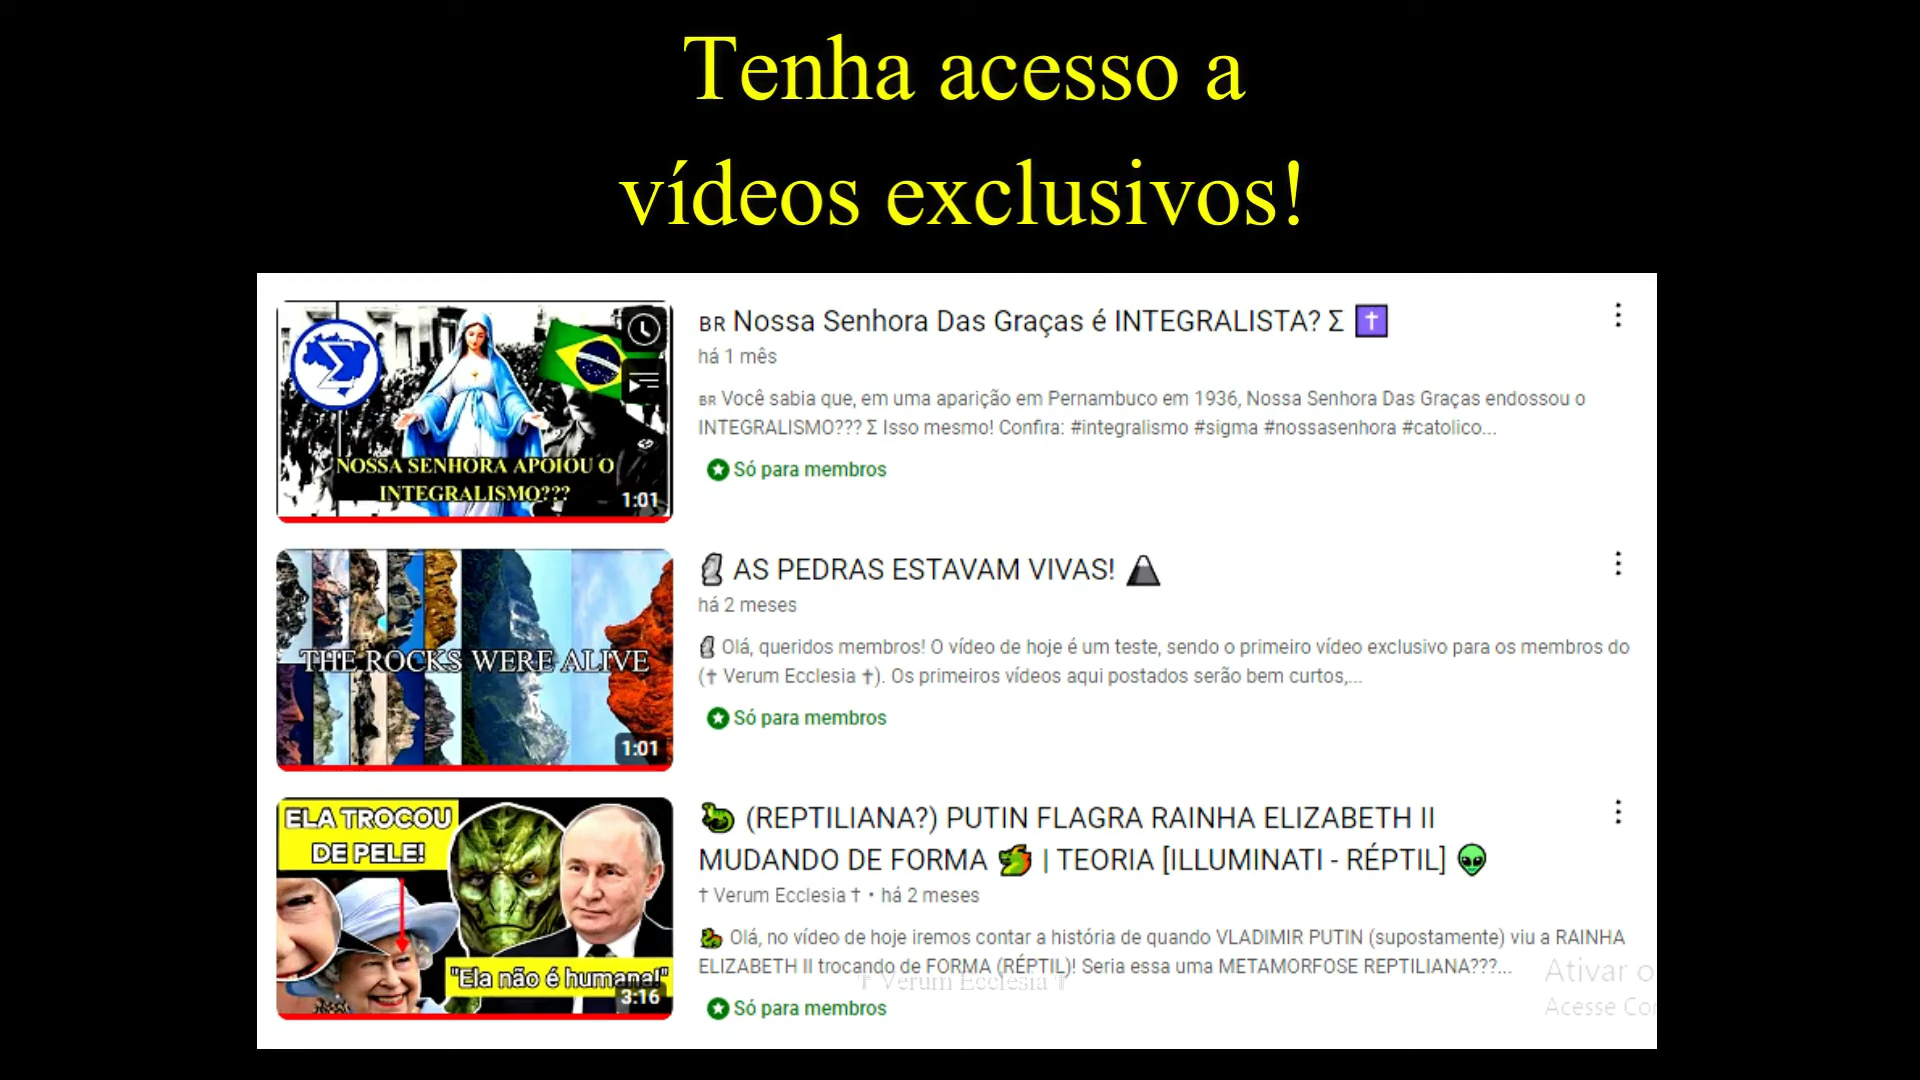 Tenha acesso a
vídeos exclusivos!
Σ
NOSSA SENHORA APOIOU O
INTEGRALISMO???
1:01
BR Nossa Senhora Das Graças é INTEGRALISTA? Σ ✝️
há 1 mês
BR Você sabia que, em uma aparição em Pernambuco em 1936, Nossa Senhora Das Graças endossou o
INTEGRALISMO??? Σ Isso mesmo! Confira: #integralismo #sigma #nossasenhora #catolico...
Só para membros
THE ROCKS WERE ALIVE
1:01
🗿 AS PEDRAS ESTAVAM VIVAS! ⛰
há 2 meses
🗿 Olá, queridos membros! O vídeo de hoje é um teste, sendo o primeiro vídeo exclusivo para os membros do
(✝ Verum Ecclesia ✝). Os primeiros vídeos aqui postados serão bem curtos,...
Só para membros
ELA TROCOU
DE PELE!
"Ela não é humana!"
3:16
🐍 (REPTILIANA?) PUTIN FLAGRA RAINHA ELIZABETH II
MUDANDO DE FORMA 🐲 | TEORIA [ILLUMINATI - RÉPTIL] 👽
✝ Verum Ecclesia ✝ • há 2 meses
🐍 Olá, no vídeo de hoje iremos contar a história de quando VLADIMIR PUTIN (supostamente) viu a RAINHA
ELIZABETH II trocando de FORMA (RÉPTIL)! Seria essa uma METAMORFOSE REPTILIANA???...
✝ Verum Ecclesia ✝
Só para membros
Ativar o
Acesse Co